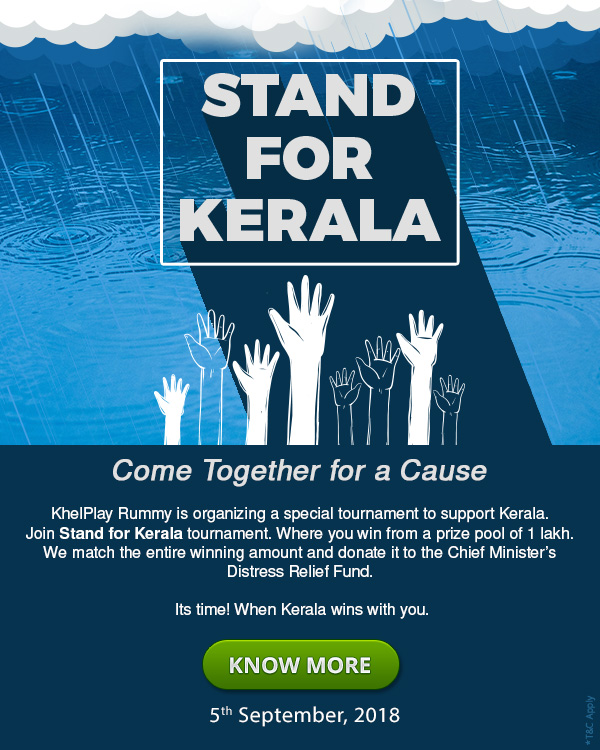 STAND
FOR
KERALA
Come Together for a Cause
KhelPlay Rummy is organizing a special tournament to support Kerala.
Join Stand for Kerala tournament. Where you win from a prize pool of 1 lakh.
We match the entire winning amount and donate it to the Chief Minister's
Distress Relief Fund.
Its time! When Kerala wins with you.
KNOW MORE
5th September, 2018
*T&C Apply